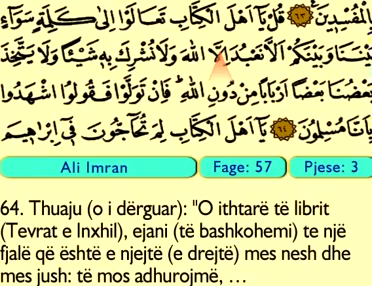 بِالْمُفْسِدِينَ ٦٣ قُلْ يَا أَهْلَ الْكِتَابِ تَعَالَوْا إِلَىٰ كَلِمَةٍ سَوَاءٍ
بَيْنَنَا وَبَيْنَكُمْ أَلَّا نَعْبُدَ إِلَّا اللَّهَ وَلَا نُشْرِكَ بِهِ شَيْئًا وَلَا يَتَّخِذَ
بَعْضُنَا بَعْضًا أَرْبَابًا مِنْ دُونِ اللَّهِ فَإِنْ تَوَلَّوْا فَقُولُوا اشْهَدُوا
بِأَنَّا مُسْلِمُونَ ٦٤ يَا أَهْلَ الْكِتَابِ لِمَ تُحَاجُّونَ فِي إِبْرَاهِيمَ
Ali Imran Fage: 57 Pjese: 3
64. Thuaju (o i dërguar): "O ithtarë të librit
(Tevrat e Inxhil), ejani (të bashkohemi) te një
fjalë që është e njejtë (e drejtë) mes nesh dhe
mes jush: të mos adhurojmë, …